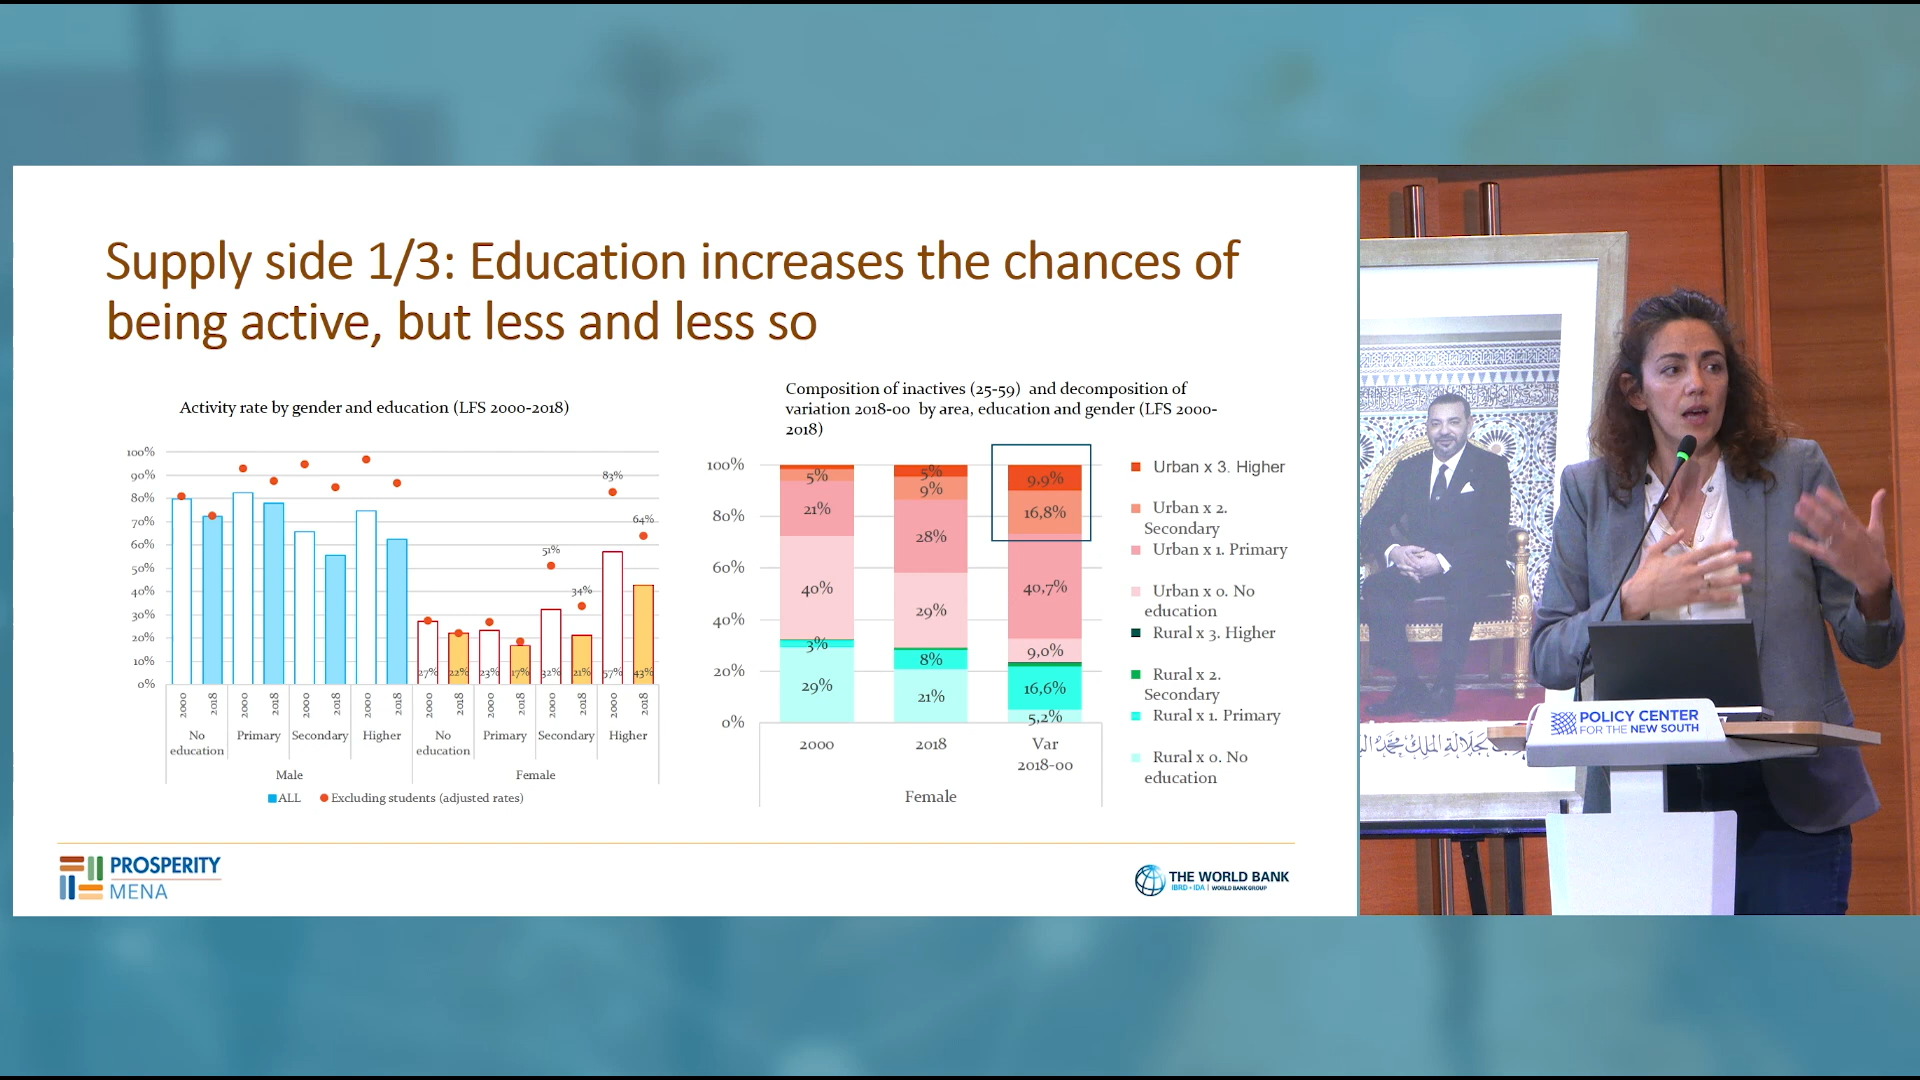 Supply side 1/3: Education increases the chances of
being active, but less and less so
Activity rate by gender and education (LFS 2000-2018)
100%
90%
80%
70%
60%
50%
40%
30%
20%
10%
0%
83%
64%
51%
34%
27%
22%
23%
17%
32%
21%
57%
43%
2000
2018
2000
2018
2000
2018
2000
2018
2000
2018
2000
2018
2000
2018
2000
2018
No
education
Primary
Secondary
Higher
No
education
Primary
Secondary
Higher
Male
Female
ALL
Excluding students (adjusted rates)
Composition of inactives (25-59) and decomposition of
variation 2018-00 by area, education and gender (LFS 2000-
2018)
100%
80%
60%
40%
20%
0%
5%
21%
40%
3%
29%
5%
9%
28%
29%
8%
21%
9,9%
16,8%
40,7%
9,0%
16,6%
5,2%
2000
2018
Var
2018-00
Female
Urban x 3. Higher
Urban x 2.
Secondary
Urban x 1. Primary
Urban x 0. No
education
Rural x 3. Higher
Rural x 2.
Secondary
Rural x 1. Primary
Rural x 0. No
education
PROSPERITY
MENA
THE WORLD BANK
IBRD • IDA | WORLD BANK GROUP
POLICY CENTER
FOR THE NEW SOUTH